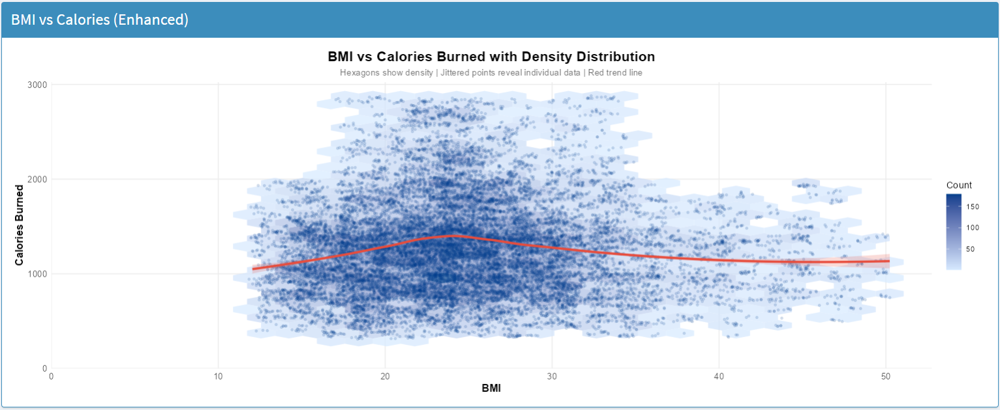 BMI vs Calories (Enhanced)
BMI vs Calories Burned with Density Distribution
Hexagons show density | Jittered points reveal individual data | Red trend line
Calories Burned
3000
2000
1000
0
0 10 20 30 40 50
BMI
Count
150
100
50